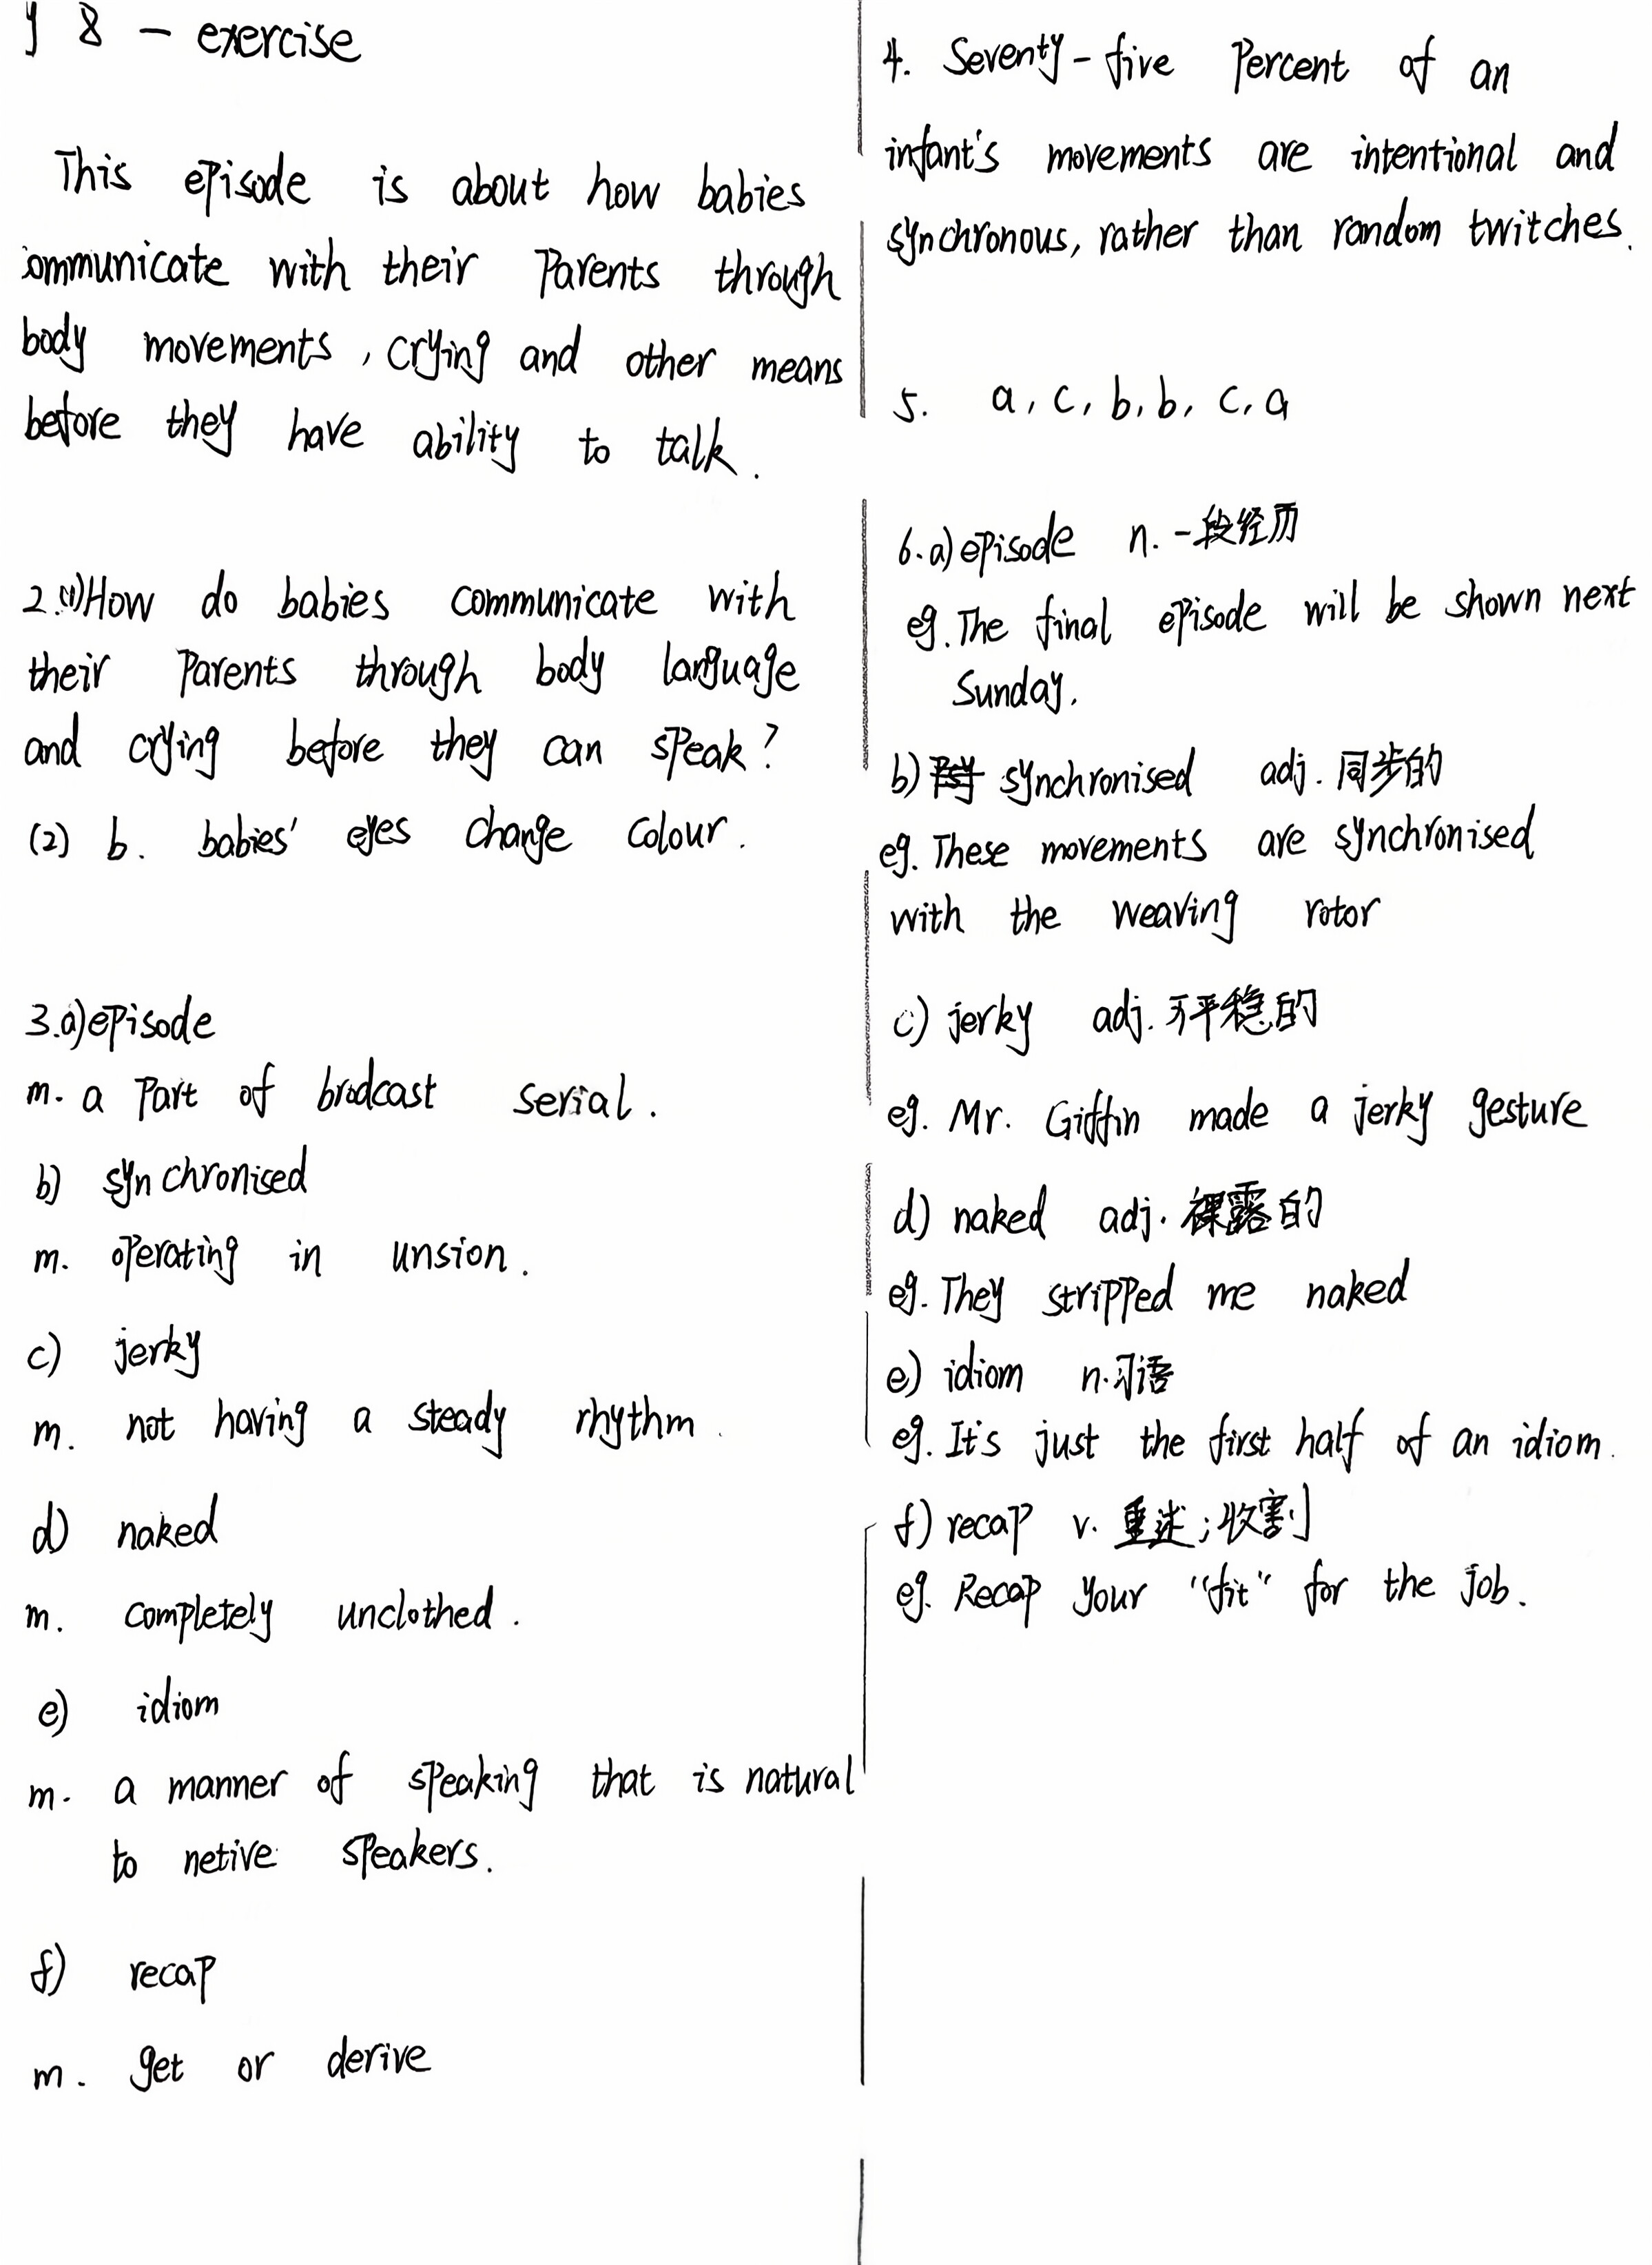 8 - exercise
This episode is about how babies
ommunicate with their Parents through
body movements, crying and other means
before they have ability to talk.
2.(1)How do babies communicate with
their Parents through body language
and crying before they can speak?
(2) b. babies' eyes change colour.
3.a)episode
m. a Part of brodcast serial.
b) synchronised
m. operating in unsion.
c) jerky
m. not having a steady rhythm.
d) naked
m. completely unclothed.
e) idiom
m. a manner of speaking that is natural
to netive speakers.
f) recap
m. get or derive
4. Seventy-five Percent of an
infant's movements are intentional and
synchronous, rather than random twitches.
5. a, c, b, b, c, a
6.a)episode n. 一段经历
eg. The final episode will be shown next
Sunday.
b) synchronised adj. 同步的
eg. These movements are synchronised
with the weaving rotor
c) jerky adj. 不平稳的
eg. Mr. Giffin made a jerky gesture
d) naked adj. 裸露的
eg. They stripped me naked
e) idiom n.习语
eg. It's just the first half of an idiom.
f) recap v. 重述;收割
eg. Recap your "fit" for the job.